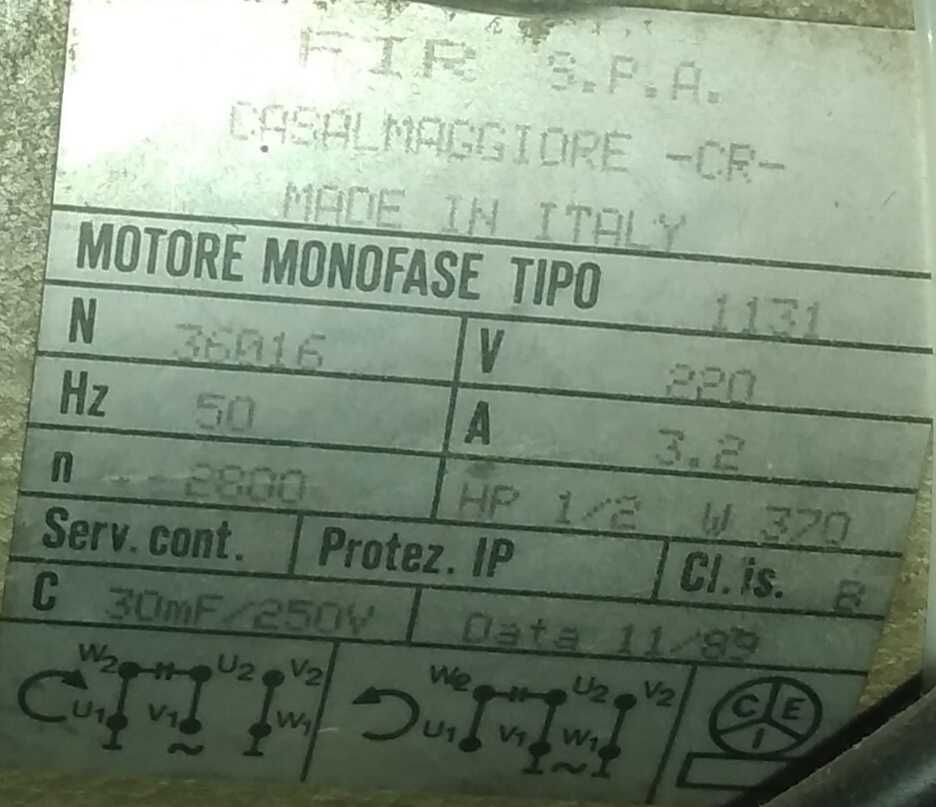 FIR S.P.A.
CASALMAGGIORE -CR-
MADE IN ITALY
MOTORE MONOFASE TIPO 1131
N 36016 V 220
Hz 50 A 3.2
n 2800 HP 1/2 W 370
Serv. cont. Protez. IP Cl. is. B
C 30mF/250V Data 11/89
W2 U2 V2 W2 U2 V2
U1 V1 W1 U1 V1 W1
~ ~
C E I